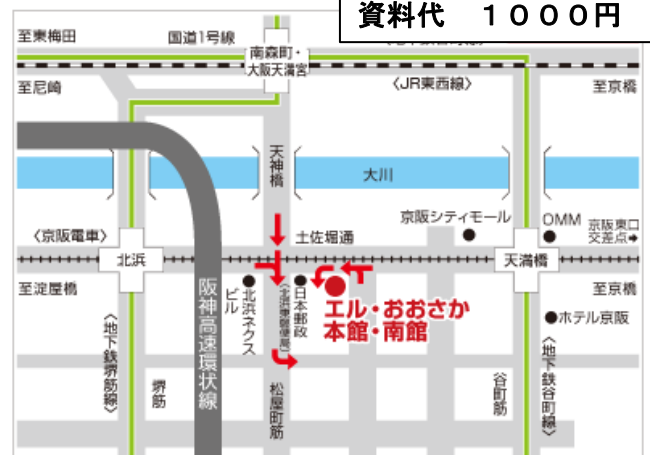 資料代　１０００円
至東梅田
国道1号線
南森町・
大阪天満宮
至尼崎
〈JR東西線〉
至京橋
天神橋
大川
京阪シティモール
OMM
京阪東口
交差点
〈京阪電車〉
土佐堀通
北浜
天満橋
至淀屋橋
至京橋
阪神高速環状線
北浜ネクス
ビル
日本郵政
〈北浜東郵便局〉
エル・おおさか
本館・南館
ホテル京阪
〈地下鉄堺筋線〉
堺筋
松屋町筋
谷町筋
〈地下鉄谷町線〉